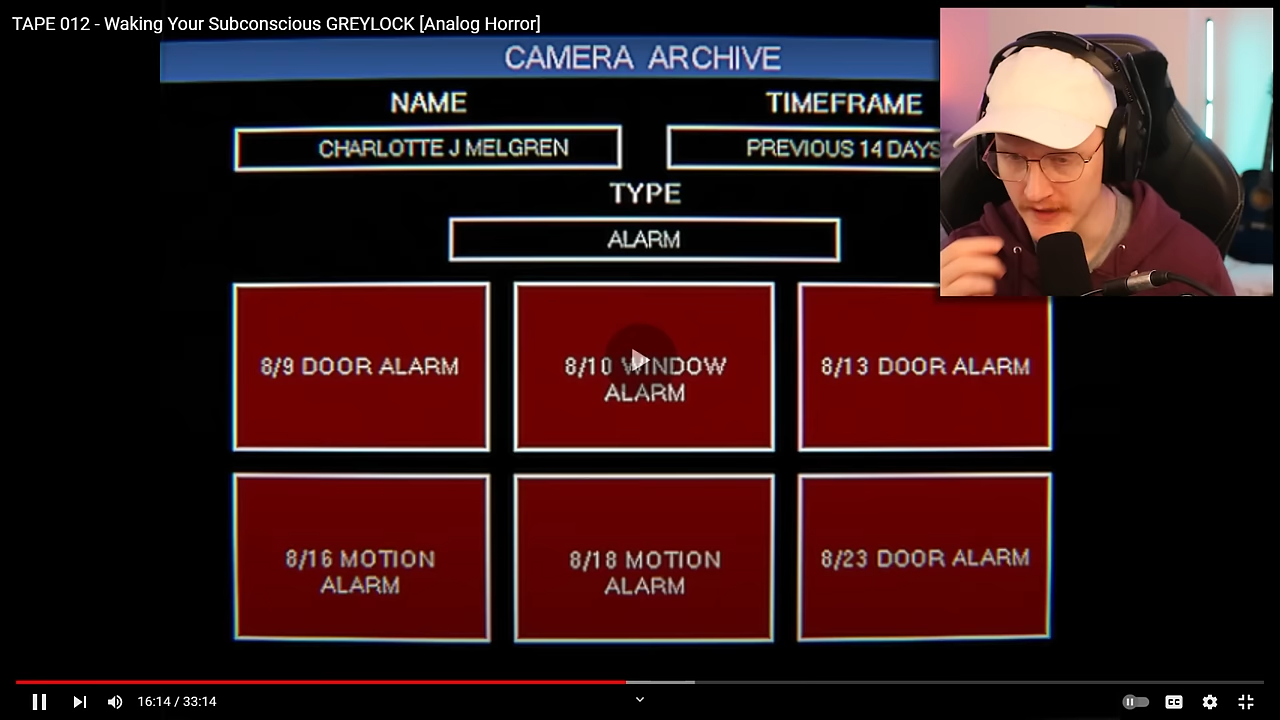 TAPE 012 - Waking Your Subconscious GREYLOCK [Analog Horror]
CAMERA ARCHIVE
NAME
TIMEFRAME
CHARLOTTE J MELGREN
PREVIOUS 14 DAYS
TYPE
ALARM
8/9 DOOR ALARM
8/10 WINDOW
ALARM
8/13 DOOR ALARM
8/16 MOTION
ALARM
8/18 MOTION
ALARM
8/23 DOOR ALARM
16:14 / 33:14
CC